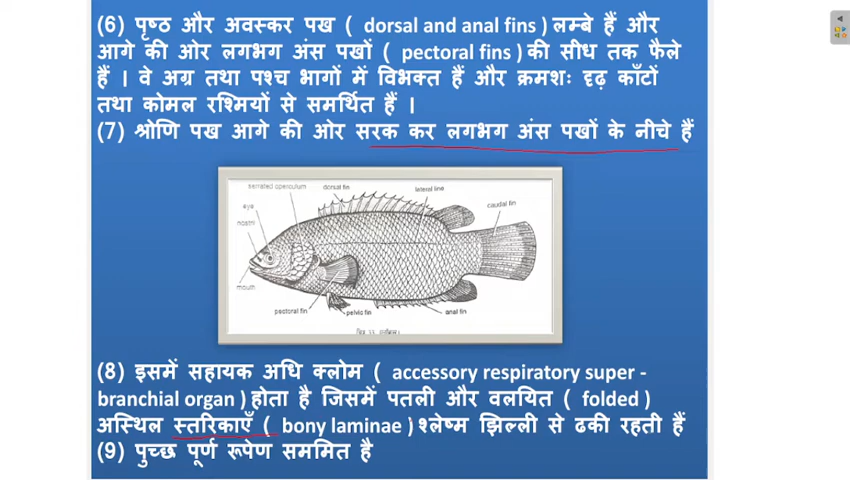 (6) पृष्ठ और अवस्कर पख ( dorsal and anal fins ) लम्बे हैं और
आगे की ओर लगभग अंस पखों ( pectoral fins ) की सीध तक फैले
हैं । वे अग्र तथा पश्च भागों में विभक्त हैं और क्रमशः दृढ़ काँटों
तथा कोमल रश्मियों से समर्थित हैं ।
(7) श्रोणि पख आगे की ओर सरक कर लगभग अंस पखों के नीचे हैं
serrated operculum
dorsal fin
lateral line
eye
caudal fin
nostril
mouth
pectoral fin
pelvic fin
anal fin
(8) इसमें सहायक अधि क्लोम ( accessory respiratory super -
branchial organ ) होता है जिसमें पतली और वलयित ( folded )
अस्थिल स्तरिकाएँ ( bony laminae ) श्लेष्म झिल्ली से ढकी रहती हैं
(9) पुच्छ पूर्ण रूपेण सममित है